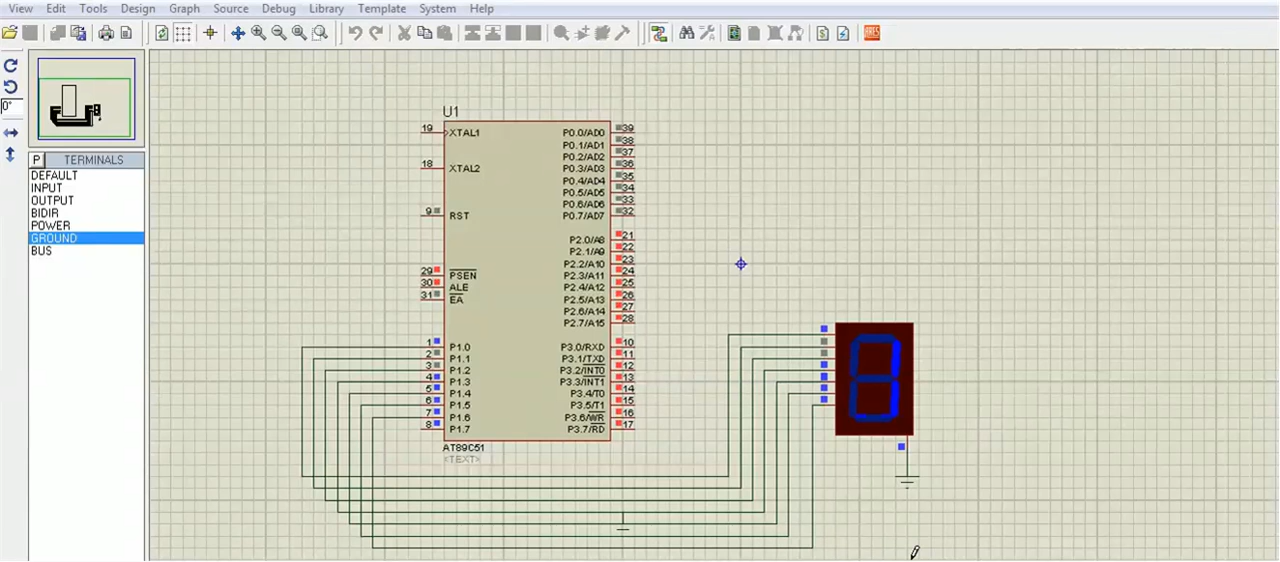 View Edit Tools Design Graph Source Debug Library Template System Help
0°
P TERMINALS
DEFAULT
INPUT
OUTPUT
BIDIR
POWER
GROUND
BUS
U1
19 XTAL1
18 XTAL2
9 RST
29 PSEN
30 ALE
31 EA
1 P1.0
2 P1.1
3 P1.2
4 P1.3
5 P1.4
6 P1.5
7 P1.6
8 P1.7
P0.0/AD0 39
P0.1/AD1 38
P0.2/AD2 37
P0.3/AD3 36
P0.4/AD4 35
P0.5/AD5 34
P0.6/AD6 33
P0.7/AD7 32
P2.0/A8 21
P2.1/A9 22
P2.2/A10 23
P2.3/A11 24
P2.4/A12 25
P2.5/A13 26
P2.6/A14 27
P2.7/A15 28
P3.0/RXD 10
P3.1/TXD 11
P3.2/INT0 12
P3.3/INT1 13
P3.4/T0 14
P3.5/T1 15
P3.6/WR 16
P3.7/RD 17
AT89C51
<TEXT>
ARES